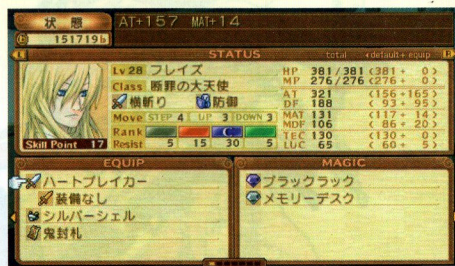 状態 AT+157 MAT+14
151719
STATUS total default+equip
Lv 28 フレイズ
Class 断罪の大天使
横斬り 防御
Move STEP 4 UP 3 DOWN 3
Rank
Resist 5 15 30 5
Skill Point 17
HP 381/381 (381+ 0)
MP 276/276 (276+ 0)
AT 321 (156+165)
DF 188 (93+ 95)
MAT 131 (117+ 14)
MDF 106 (86+ 20)
TEC 130 (130+ 0)
LUC 65 (60+ 5)
EQUIP
ハートブレイカー
装備なし
シルバーシェル
鬼封札
MAGIC
ブラックラック
メモリーデスク